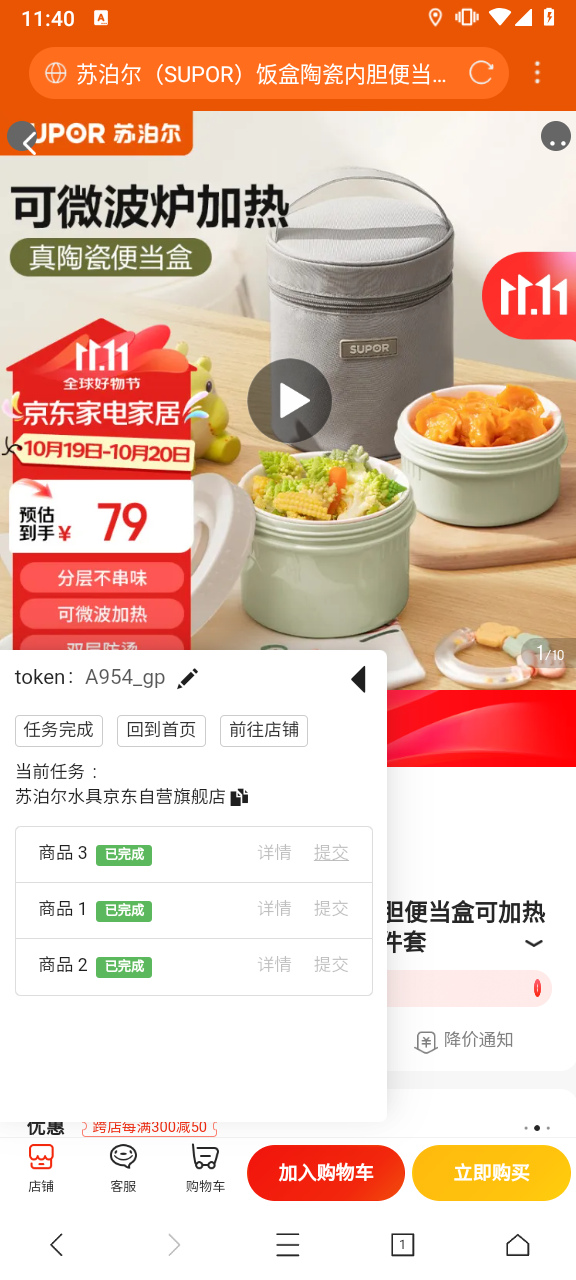 11:40
A
苏泊尔（SUPOR）饭盒陶瓷内胆便当...
SUPOR 苏泊尔
可微波炉加热
真陶瓷便当盒
11.11
SUPOR
11.11
全球好物节
京东家电家居
10月19日-10月20日
预估
到手¥ 79
分层不串味
可微波加热
双层防烫
1/10
token： A954_gp
任务完成
回到首页
前往店铺
当前任务：
苏泊尔水具京东自营旗舰店
商品 3 已完成 详情 提交
商品 1 已完成 详情 提交
商品 2 已完成 详情 提交
胆便当盒可加热
件套
降价通知
优惠 跨店每满300减50
店铺
客服
购物车
加入购物车
立即购买
1